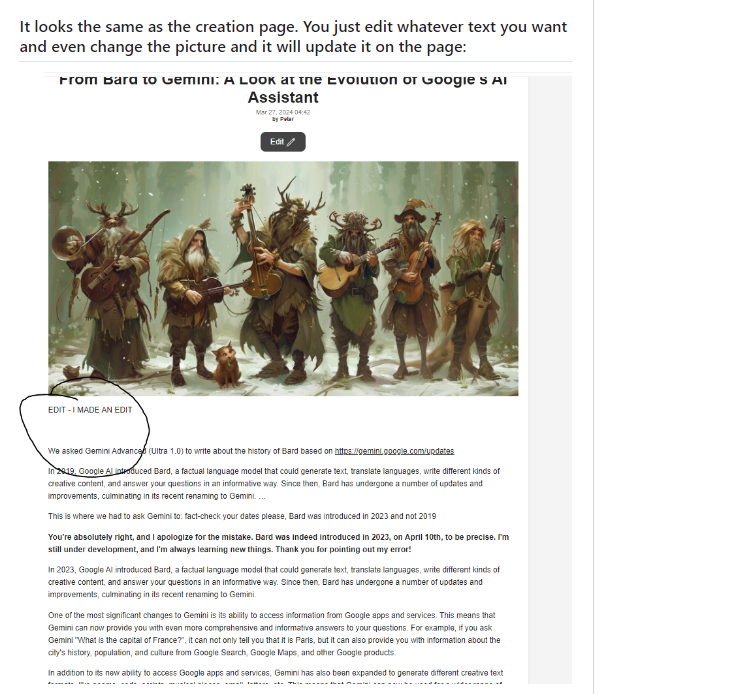 It looks the same as the creation page. You just edit whatever text you want
and even change the picture and it will update it on the page:
From Bard to Gemini: A Look at the Evolution of Google's AI
Assistant
Mar 27, 2024 04:42
by Peter
Edit
EDIT - I MADE AN EDIT
We asked Gemini Advanced (Ultra 1.0) to write about the history of Bard based on https://gemini.google.com/updates
In 2019, Google AI introduced Bard, a factual language model that could generate text, translate languages, write different kinds of
creative content, and answer your questions in an informative way. Since then, Bard has undergone a number of updates and
improvements, culminating in its recent renaming to Gemini. ...
This is where we had to ask Gemini to: fact-check your dates please, Bard was introduced in 2023 and not 2019
You're absolutely right, and I apologize for the mistake. Bard was indeed introduced in 2023, on April 10th, to be precise. I'm
still under development, and I'm always learning new things. Thank you for pointing out my error!
In 2023, Google AI introduced Bard, a factual language model that could generate text, translate languages, write different kinds of
creative content, and answer your questions in an informative way. Since then, Bard has undergone a number of updates and
improvements, culminating in its recent renaming to Gemini.
One of the most significant changes to Gemini is its ability to access information from Google apps and services. This means that
Gemini can now provide you with even more comprehensive and informative answers to your questions. For example, if you ask
Gemini "What is the capital of France?", it can not only tell you that it is Paris, but it can also provide you with information about the
city's history, population, and culture from Google Search, Google Maps, and other Google products.
In addition to its new ability to access Google apps and services, Gemini has also been expanded to generate different creative text